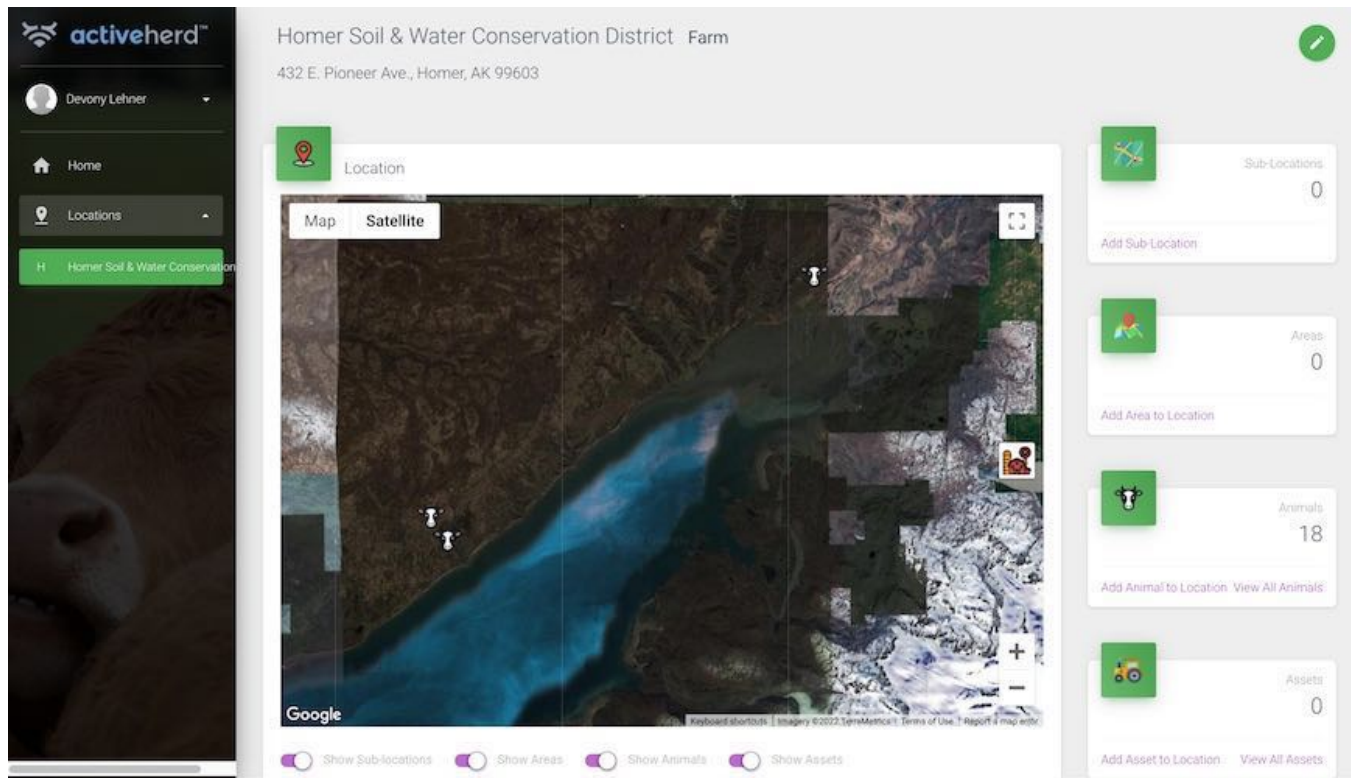 activeherd™
Devony Lehner
Home
Locations
H Homer Soil & Water Conservation
Homer Soil & Water Conservation District Farm
432 E. Pioneer Ave., Homer, AK 99603
Location
Map Satellite
Google
Keyboard shortcuts Imagery ©2022 TerraMetrics Terms of Use Report a map error
Show Sub-locations Show Areas Show Animals Show Assets
Sub-Locations
0
Add Sub-Location
Areas
0
Add Area to Location
Animals
18
Add Animal to Location View All Animals
Assets
0
Add Asset to Location View All Assets